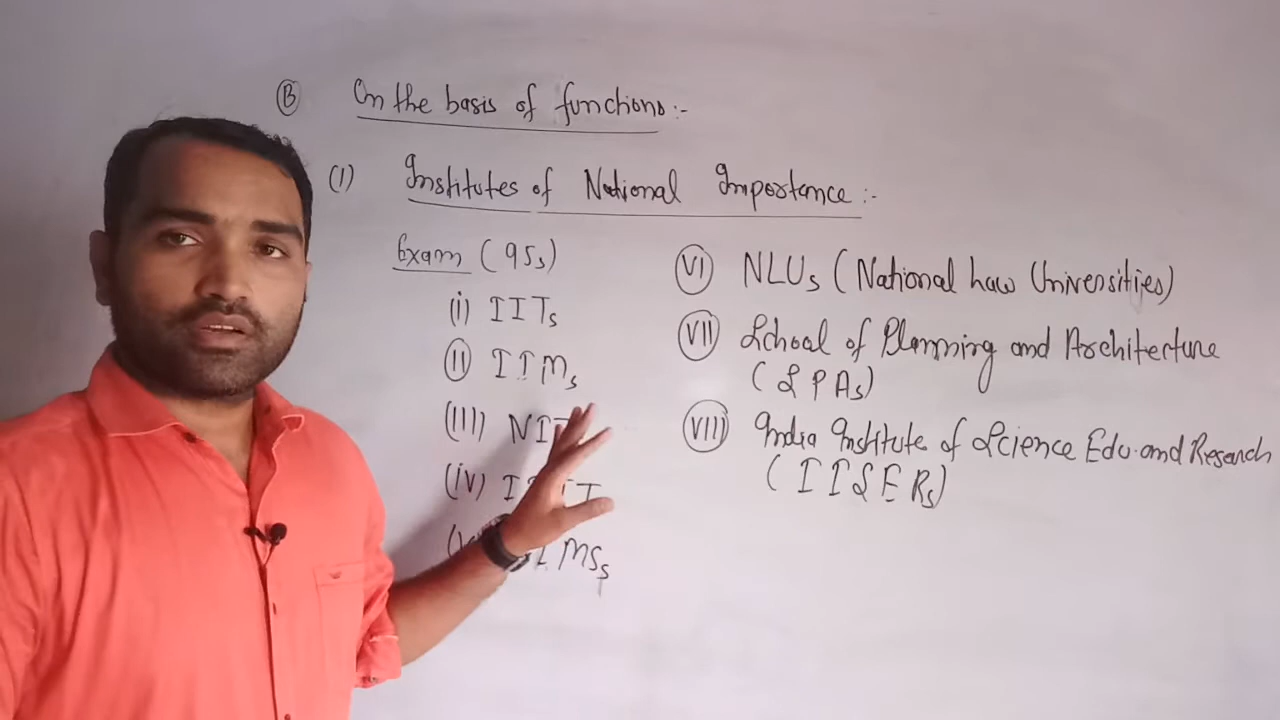 Ⓑ On the basis of functions :-
(1) Institutes of National Importance :-
Exam (95s)
(i) IITs
(II) IIMs
(III) NIT
(iv)
MSs
(VI) NLUs (National Law Universities)
(VII) School of Planning and Architecture
(SPAs)
(VIII) India Institute of Science Edu. and Research
(IISERs)